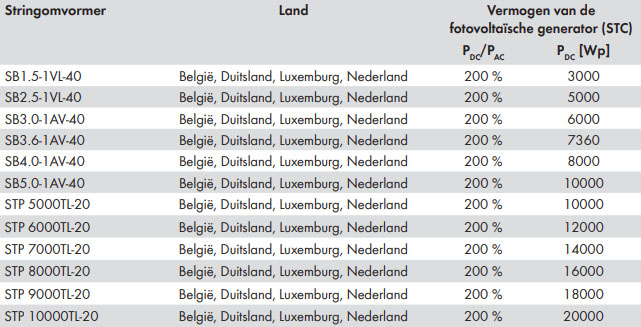 Stringomvormer Land Vermogen van de
fotovoltaïsche generator (STC)
PDC/PAC PDC [Wp]
SB1.5-1VL-40 België, Duitsland, Luxemburg, Nederland 200 % 3000
SB2.5-1VL-40 België, Duitsland, Luxemburg, Nederland 200 % 5000
SB3.0-1AV-40 België, Duitsland, Luxemburg, Nederland 200 % 6000
SB3.6-1AV-40 België, Duitsland, Luxemburg, Nederland 200 % 7360
SB4.0-1AV-40 België, Duitsland, Luxemburg, Nederland 200 % 8000
SB5.0-1AV-40 België, Duitsland, Luxemburg, Nederland 200 % 10000
STP 5000TL-20 België, Duitsland, Luxemburg, Nederland 200 % 10000
STP 6000TL-20 België, Duitsland, Luxemburg, Nederland 200 % 12000
STP 7000TL-20 België, Duitsland, Luxemburg, Nederland 200 % 14000
STP 8000TL-20 België, Duitsland, Luxemburg, Nederland 200 % 16000
STP 9000TL-20 België, Duitsland, Luxemburg, Nederland 200 % 18000
STP 10000TL-20 België, Duitsland, Luxemburg, Nederland 200 % 20000